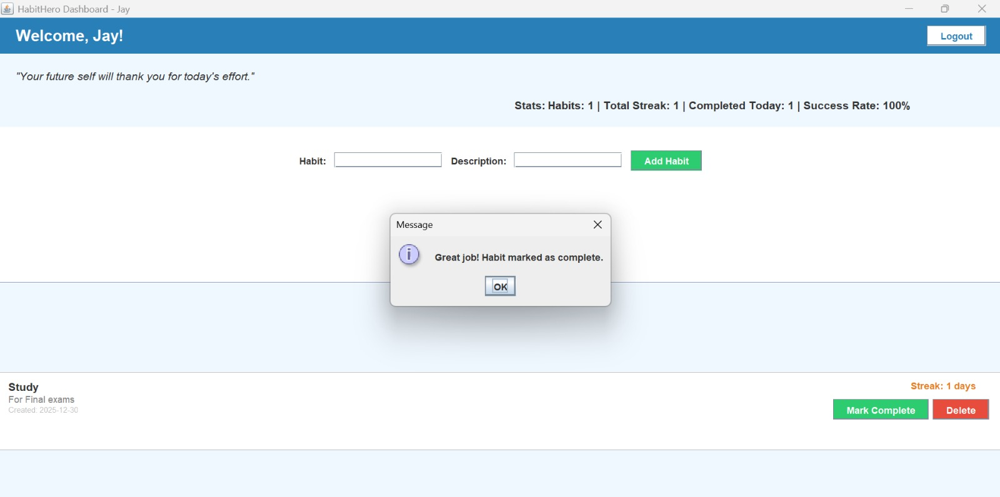 HabitHero Dashboard - Jay
Welcome, Jay!
Logout
"Your future self will thank you for today's effort."
Stats: Habits: 1 | Total Streak: 1 | Completed Today: 1 | Success Rate: 100%
Habit:
Description:
Add Habit
Message
Great job! Habit marked as complete.
OK
Study
For Final exams
Created: 2025-12-30
Streak: 1 days
Mark Complete
Delete